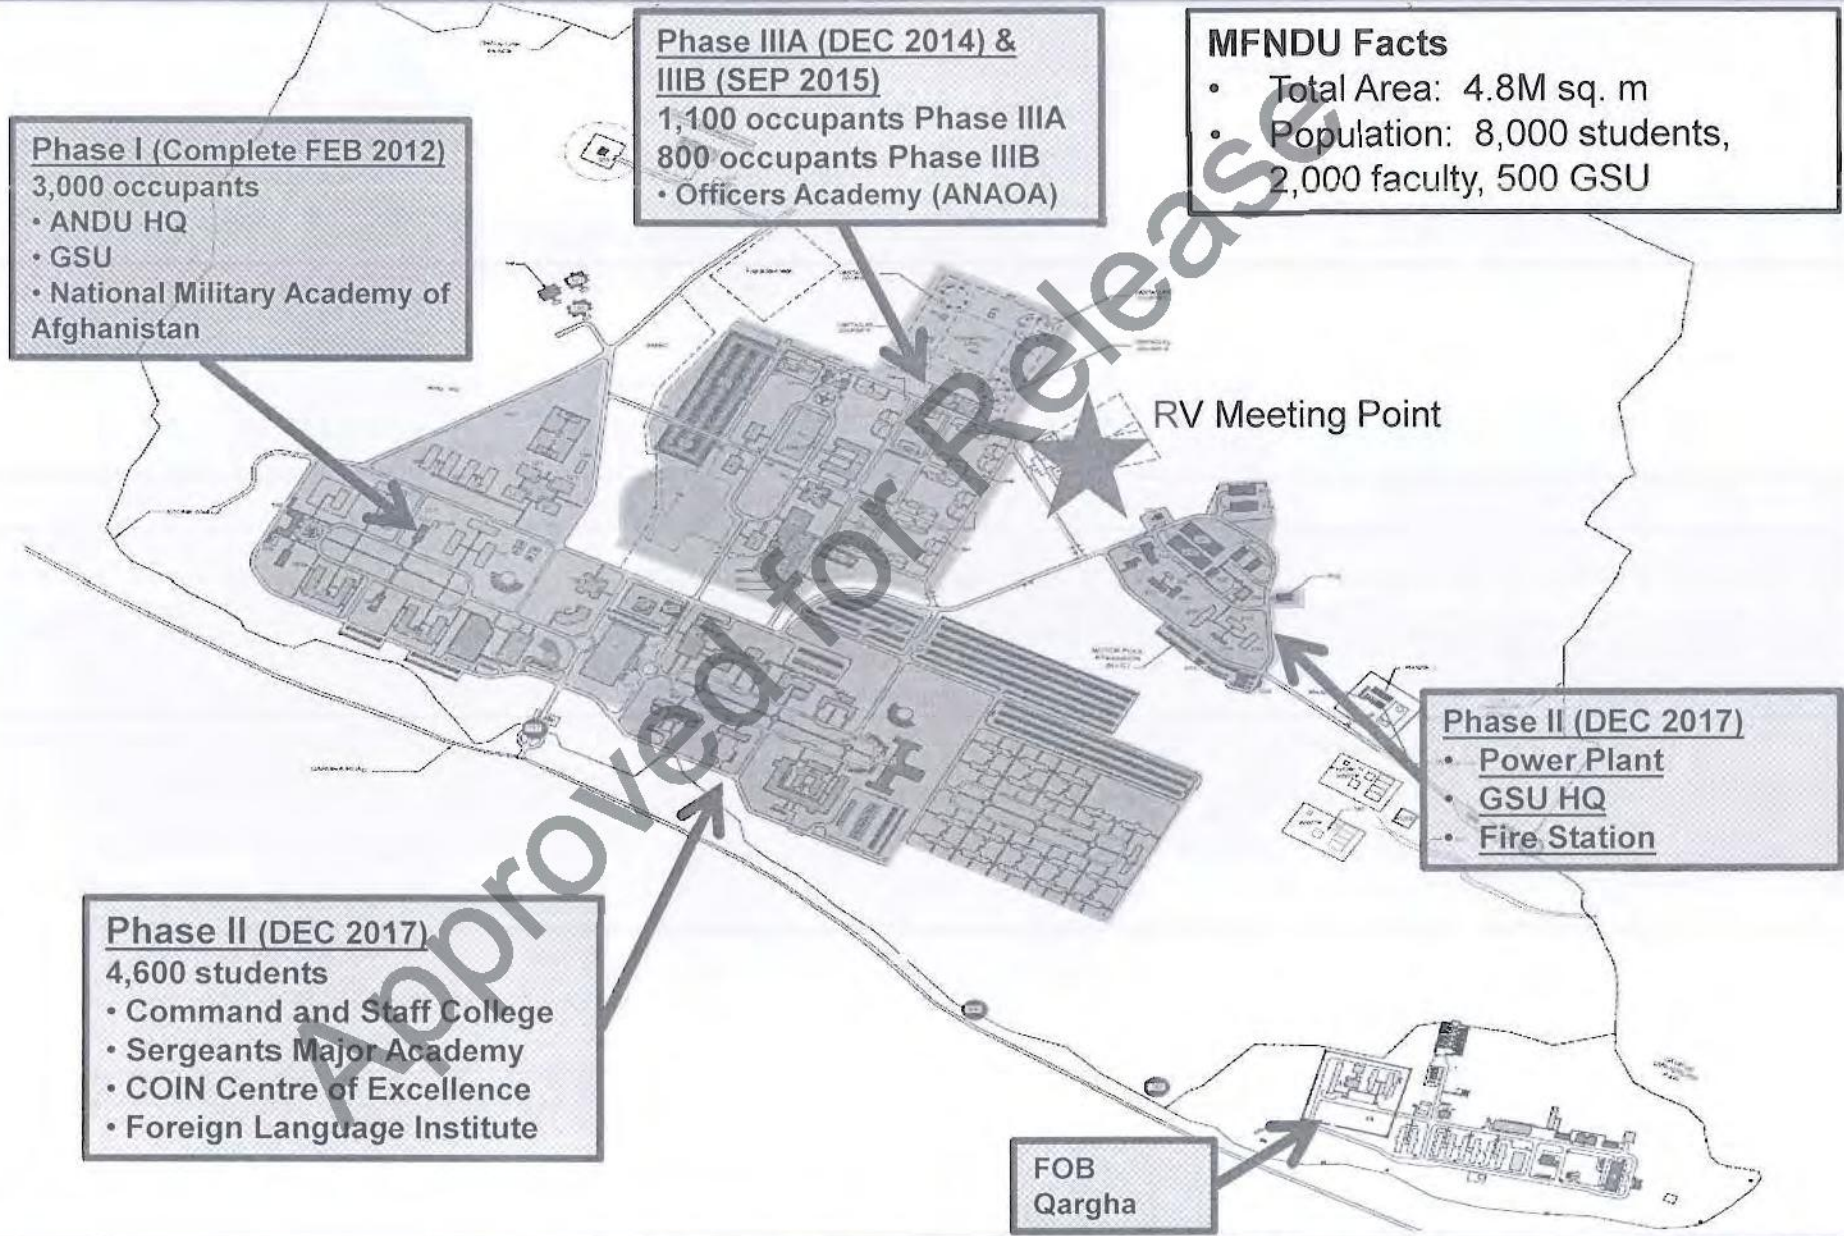 Phase IIIA (DEC 2014) &
IIIB (SEP 2015)
1,100 occupants Phase IIIA
800 occupants Phase IIIB
• Officers Academy (ANAOA)
MFNDU Facts
• Total Area: 4.8M sq. m
• Population: 8,000 students,
2,000 faculty, 500 GSU
Phase I (Complete FEB 2012)
3,000 occupants
• ANDU HQ
• GSU
• National Military Academy of
Afghanistan
RV Meeting Point
Phase II (DEC 2017)
• Power Plant
• GSU HQ
• Fire Station
Phase II (DEC 2017)
4,600 students
• Command and Staff College
• Sergeants Major Academy
• COIN Centre of Excellence
• Foreign Language Institute
FOB
Qargha
Approved for Release